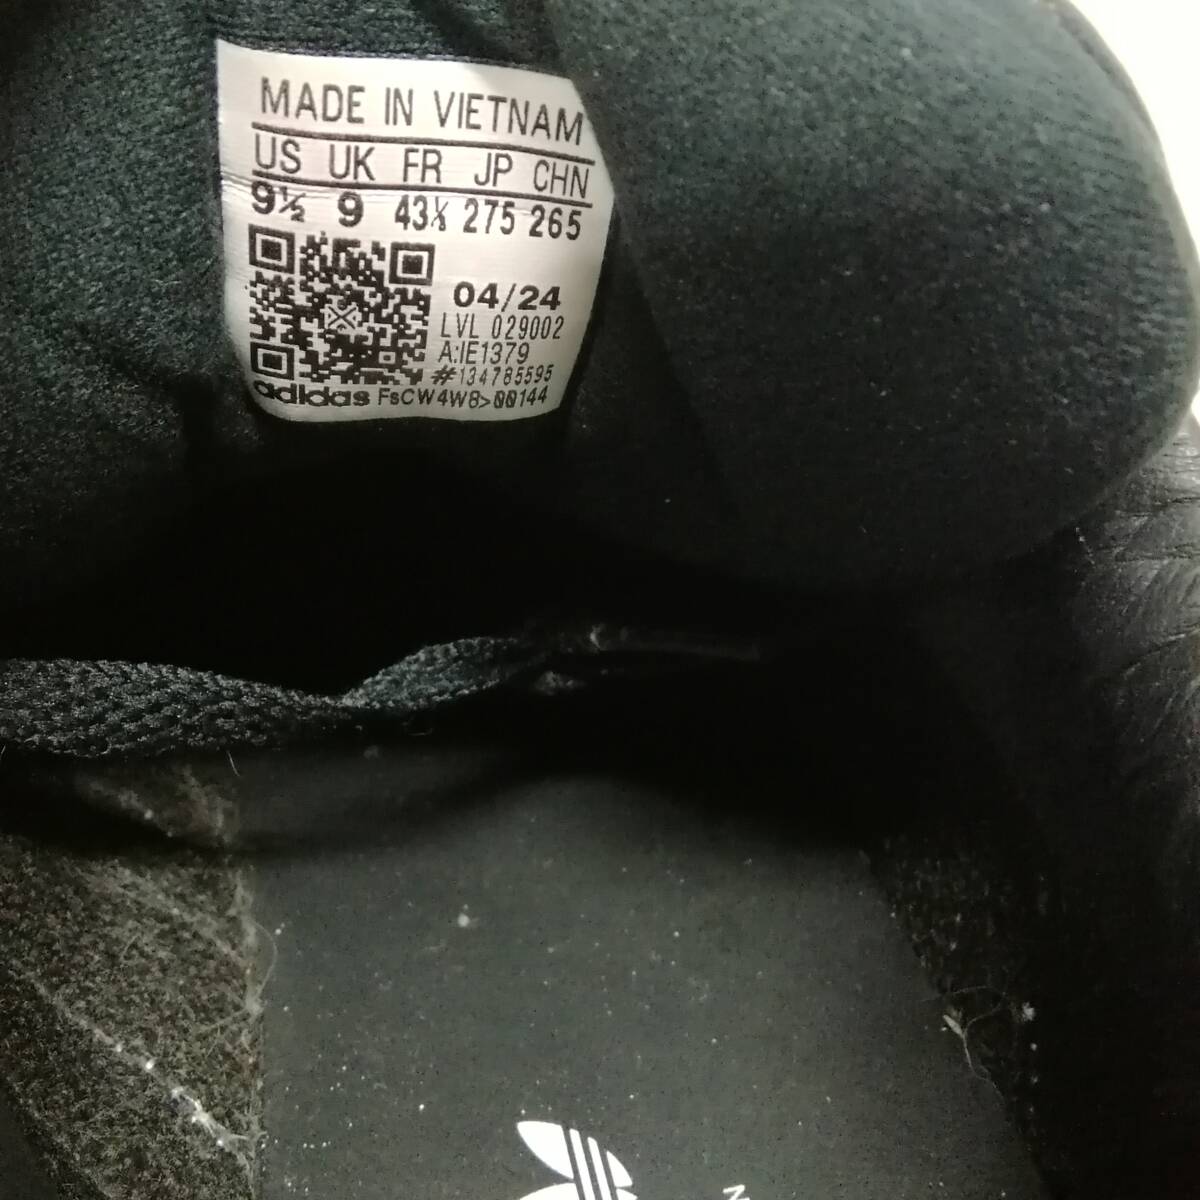 MADE IN VIETNAM
US UK FR JP CHN
9½ 9 43⅓ 275 265
04/24
LVL 029002
A:IE1379
#134785595
adidas FsCW4W8>00144
N